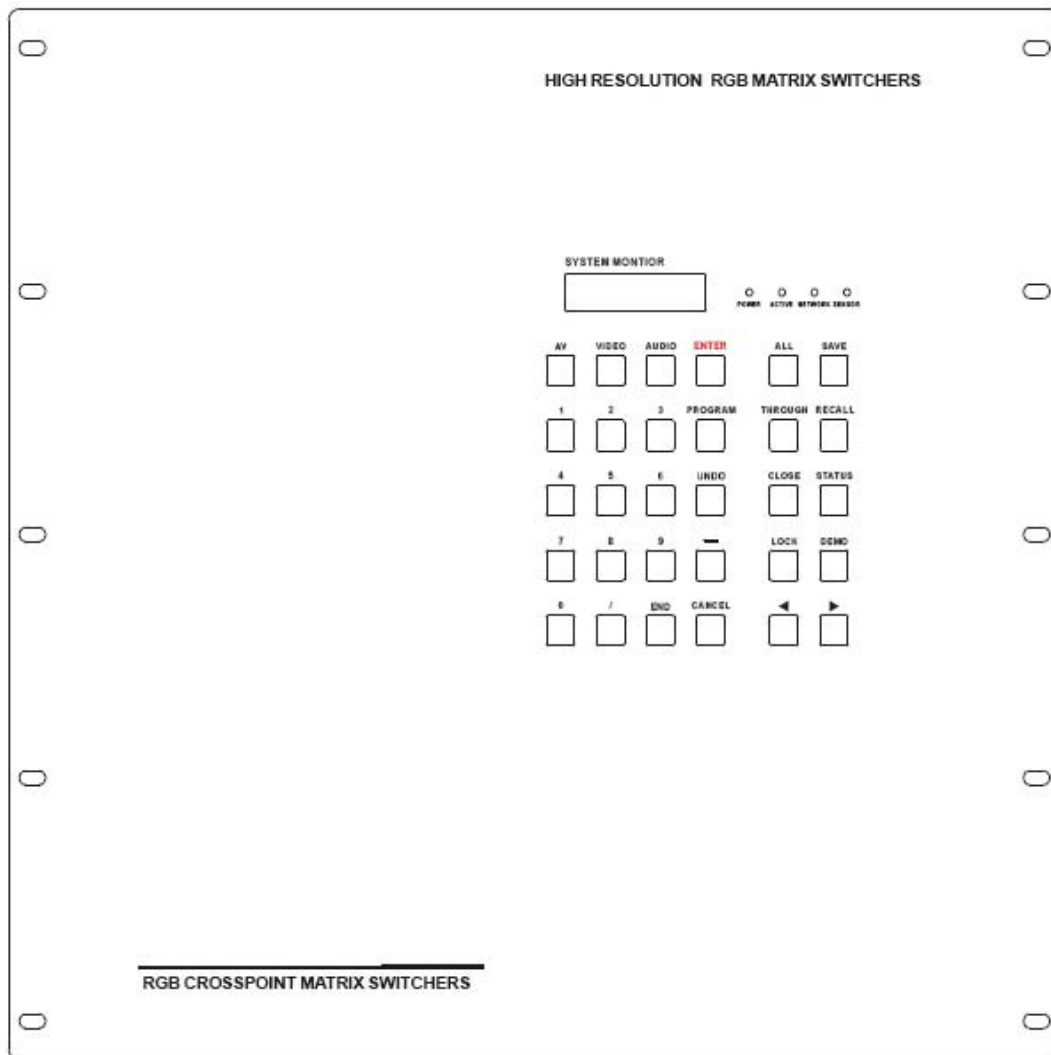 HIGH RESOLUTION RGB MATRIX SWITCHERS
SYSTEM MONTIOR
POWER ACTIVE NETWORK SENSOR
AV VIDEO AUDIO ENTER ALL SAVE
1 2 3 PROGRAM THROUGH RECALL
4 5 6 UNDO CLOSE STATUS
7 8 9 — LOCK DEMO
0 / END CANCEL ◀ ▶
RGB CROSSPOINT MATRIX SWITCHERS